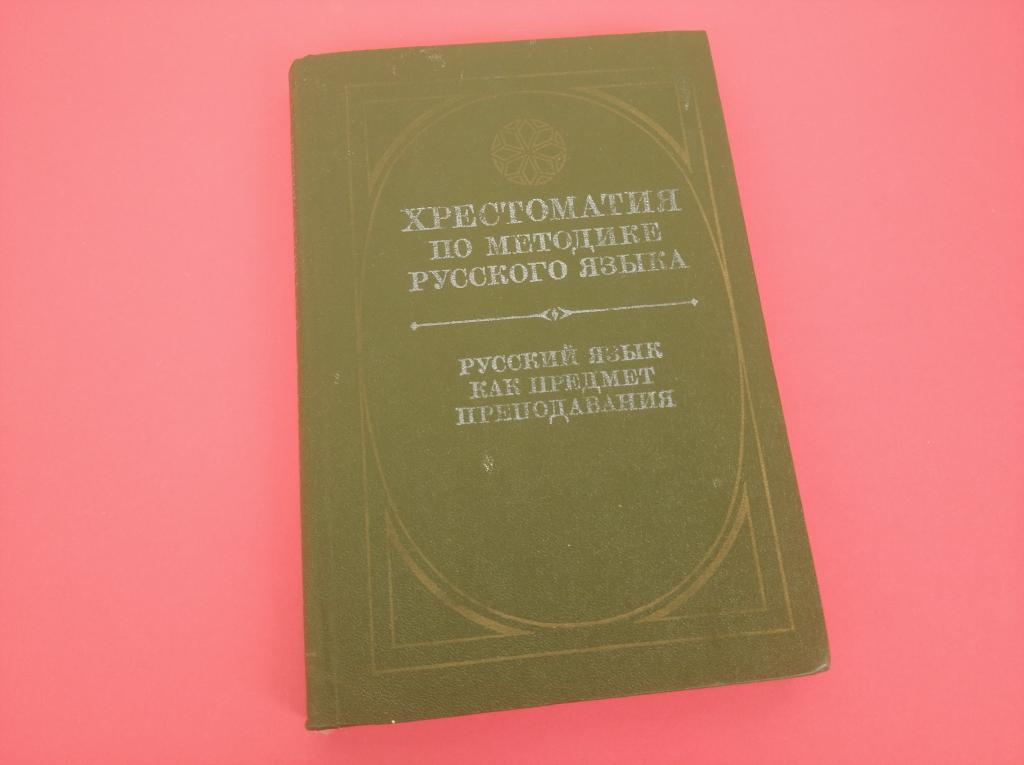 ХРЕСТОМАТИЯ
ПО МЕТОДИКЕ
РУССКОГО ЯЗЫКА
РУССКИЙ ЯЗЫК
КАК ПРЕДМЕТ
ПРЕПОДАВАНИЯ